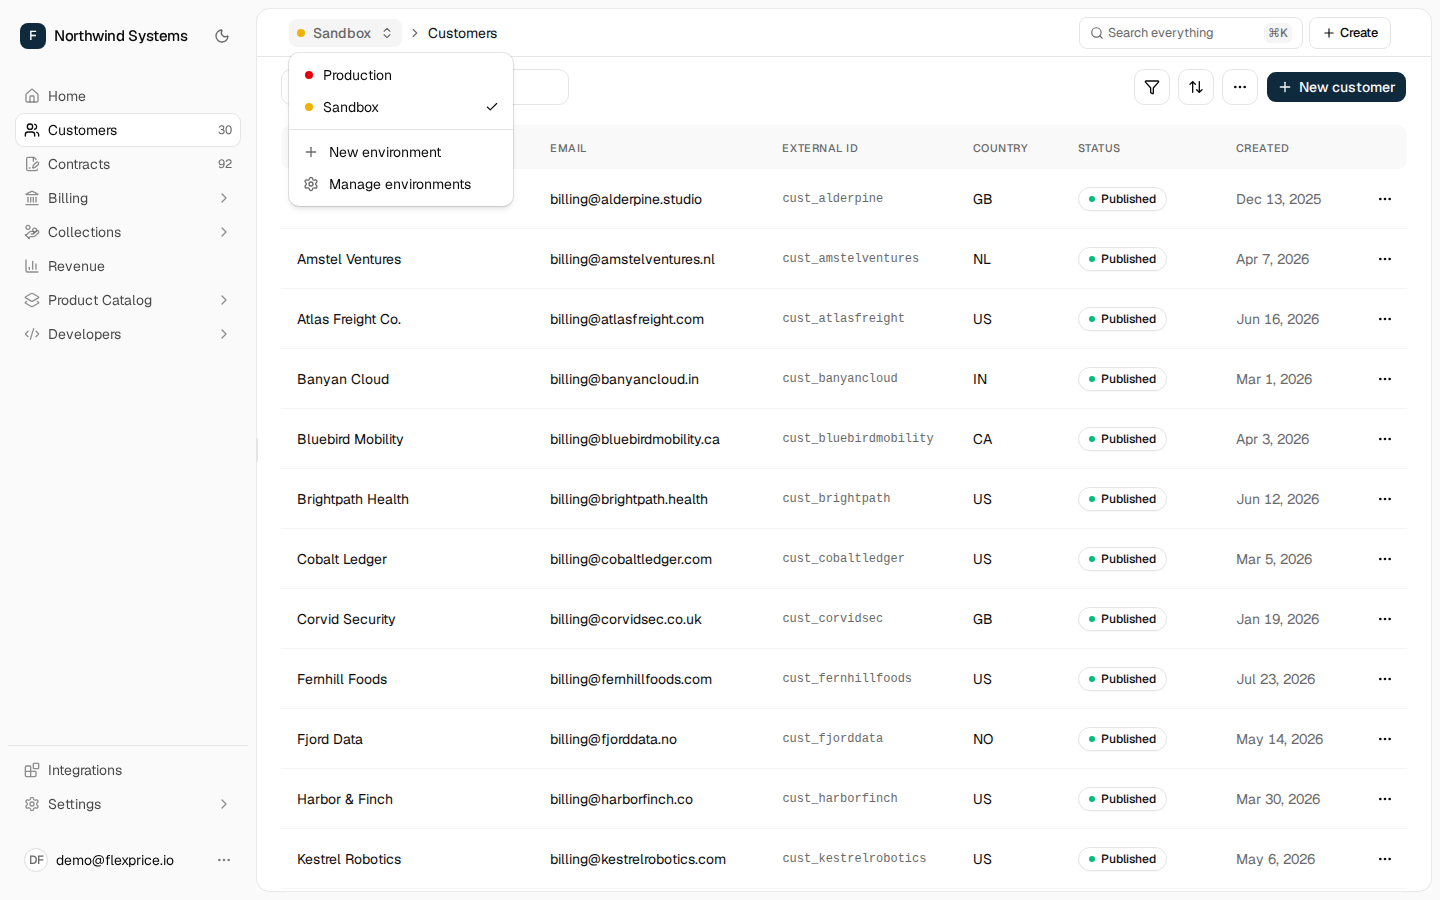 F Northwind Systems
Home
Customers 30
Contracts 92
Billing
Collections
Revenue
Product Catalog
Developers
Integrations
Settings
DF demo@flexprice.io
Sandbox Customers
Search everything ⌘K
+ Create
Production
Sandbox
New environment
Manage environments
+ New customer
EMAIL EXTERNAL ID COUNTRY STATUS CREATED
billing@alderpine.studio cust_alderpine GB Published Dec 13, 2025
Amstel Ventures billing@amstelventures.nl cust_amstelventures NL Published Apr 7, 2026
Atlas Freight Co. billing@atlasfreight.com cust_atlasfreight US Published Jun 16, 2026
Banyan Cloud billing@banyancloud.in cust_banyancloud IN Published Mar 1, 2026
Bluebird Mobility billing@bluebirdmobility.ca cust_bluebirdmobility CA Published Apr 3, 2026
Brightpath Health billing@brightpath.health cust_brightpath US Published Jun 12, 2026
Cobalt Ledger billing@cobaltledger.com cust_cobaltledger US Published Mar 5, 2026
Corvid Security billing@corvidsec.co.uk cust_corvidsec GB Published Jan 19, 2026
Fernhill Foods billing@fernhillfoods.com cust_fernhillfoods US Published Jul 23, 2026
Fjord Data billing@fjorddata.no cust_fjorddata NO Published May 14, 2026
Harbor & Finch billing@harborfinch.co cust_harborfinch US Published Mar 30, 2026
Kestrel Robotics billing@kestrelrobotics.com cust_kestrelrobotics US Published May 6, 2026